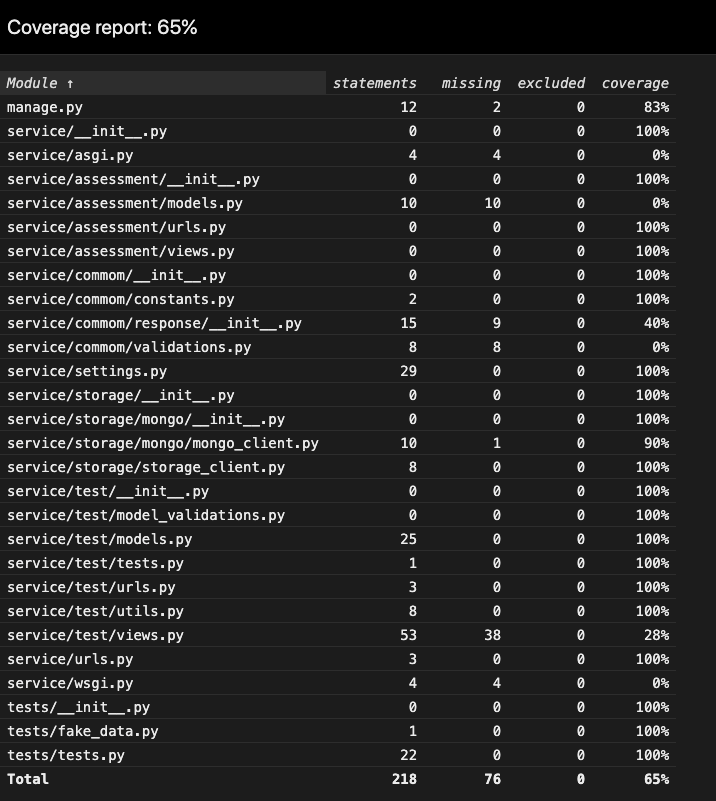 Coverage report: 65%
Module ↑ statements missing excluded coverage
manage.py 12 2 0 83%
service/__init__.py 0 0 0 100%
service/asgi.py 4 4 0 0%
service/assessment/__init__.py 0 0 0 100%
service/assessment/models.py 10 10 0 0%
service/assessment/urls.py 0 0 0 100%
service/assessment/views.py 0 0 0 100%
service/commom/__init__.py 0 0 0 100%
service/commom/constants.py 2 0 0 100%
service/commom/response/__init__.py 15 9 0 40%
service/commom/validations.py 8 8 0 0%
service/settings.py 29 0 0 100%
service/storage/__init__.py 0 0 0 100%
service/storage/mongo/__init__.py 0 0 0 100%
service/storage/mongo/mongo_client.py 10 1 0 90%
service/storage/storage_client.py 8 0 0 100%
service/test/__init__.py 0 0 0 100%
service/test/model_validations.py 0 0 0 100%
service/test/models.py 25 0 0 100%
service/test/tests.py 1 0 0 100%
service/test/urls.py 3 0 0 100%
service/test/utils.py 8 0 0 100%
service/test/views.py 53 38 0 28%
service/urls.py 3 0 0 100%
service/wsgi.py 4 4 0 0%
tests/__init__.py 0 0 0 100%
tests/fake_data.py 1 0 0 100%
tests/tests.py 22 0 0 100%
Total 218 76 0 65%